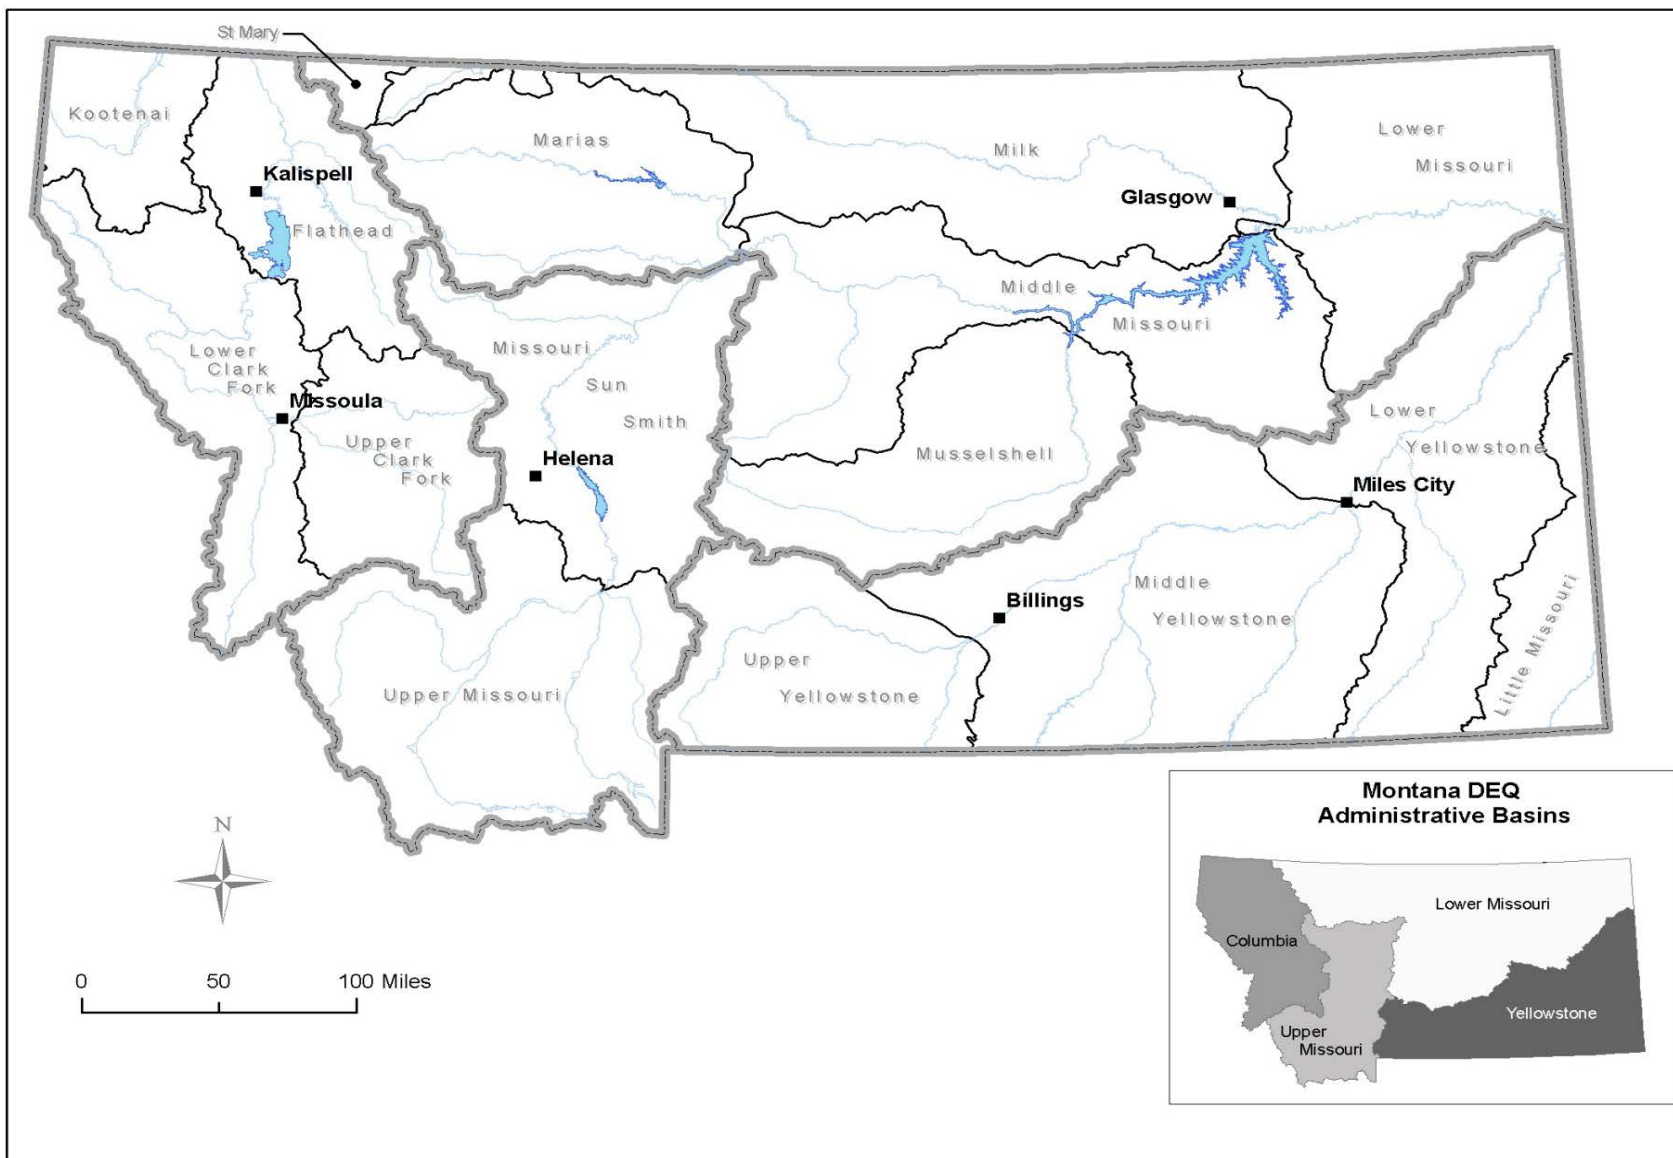 St Mary
Kootenai
Marias
Milk
Lower
Missouri
Kalispell
Glasgow
Flathead
Middle
Missouri
Lower
Clark
Fork
Missouri
Sun
Smith
Missoula
Upper
Clark
Fork
Helena
Musselshell
Lower
Yellowstone
Miles City
Middle
Yellowstone
Billings
Upper
Yellowstone
Upper Missouri
Little Missouri
N
0 50 100 Miles
Montana DEQ
Administrative Basins
Lower Missouri
Columbia
Yellowstone
Upper
Missouri